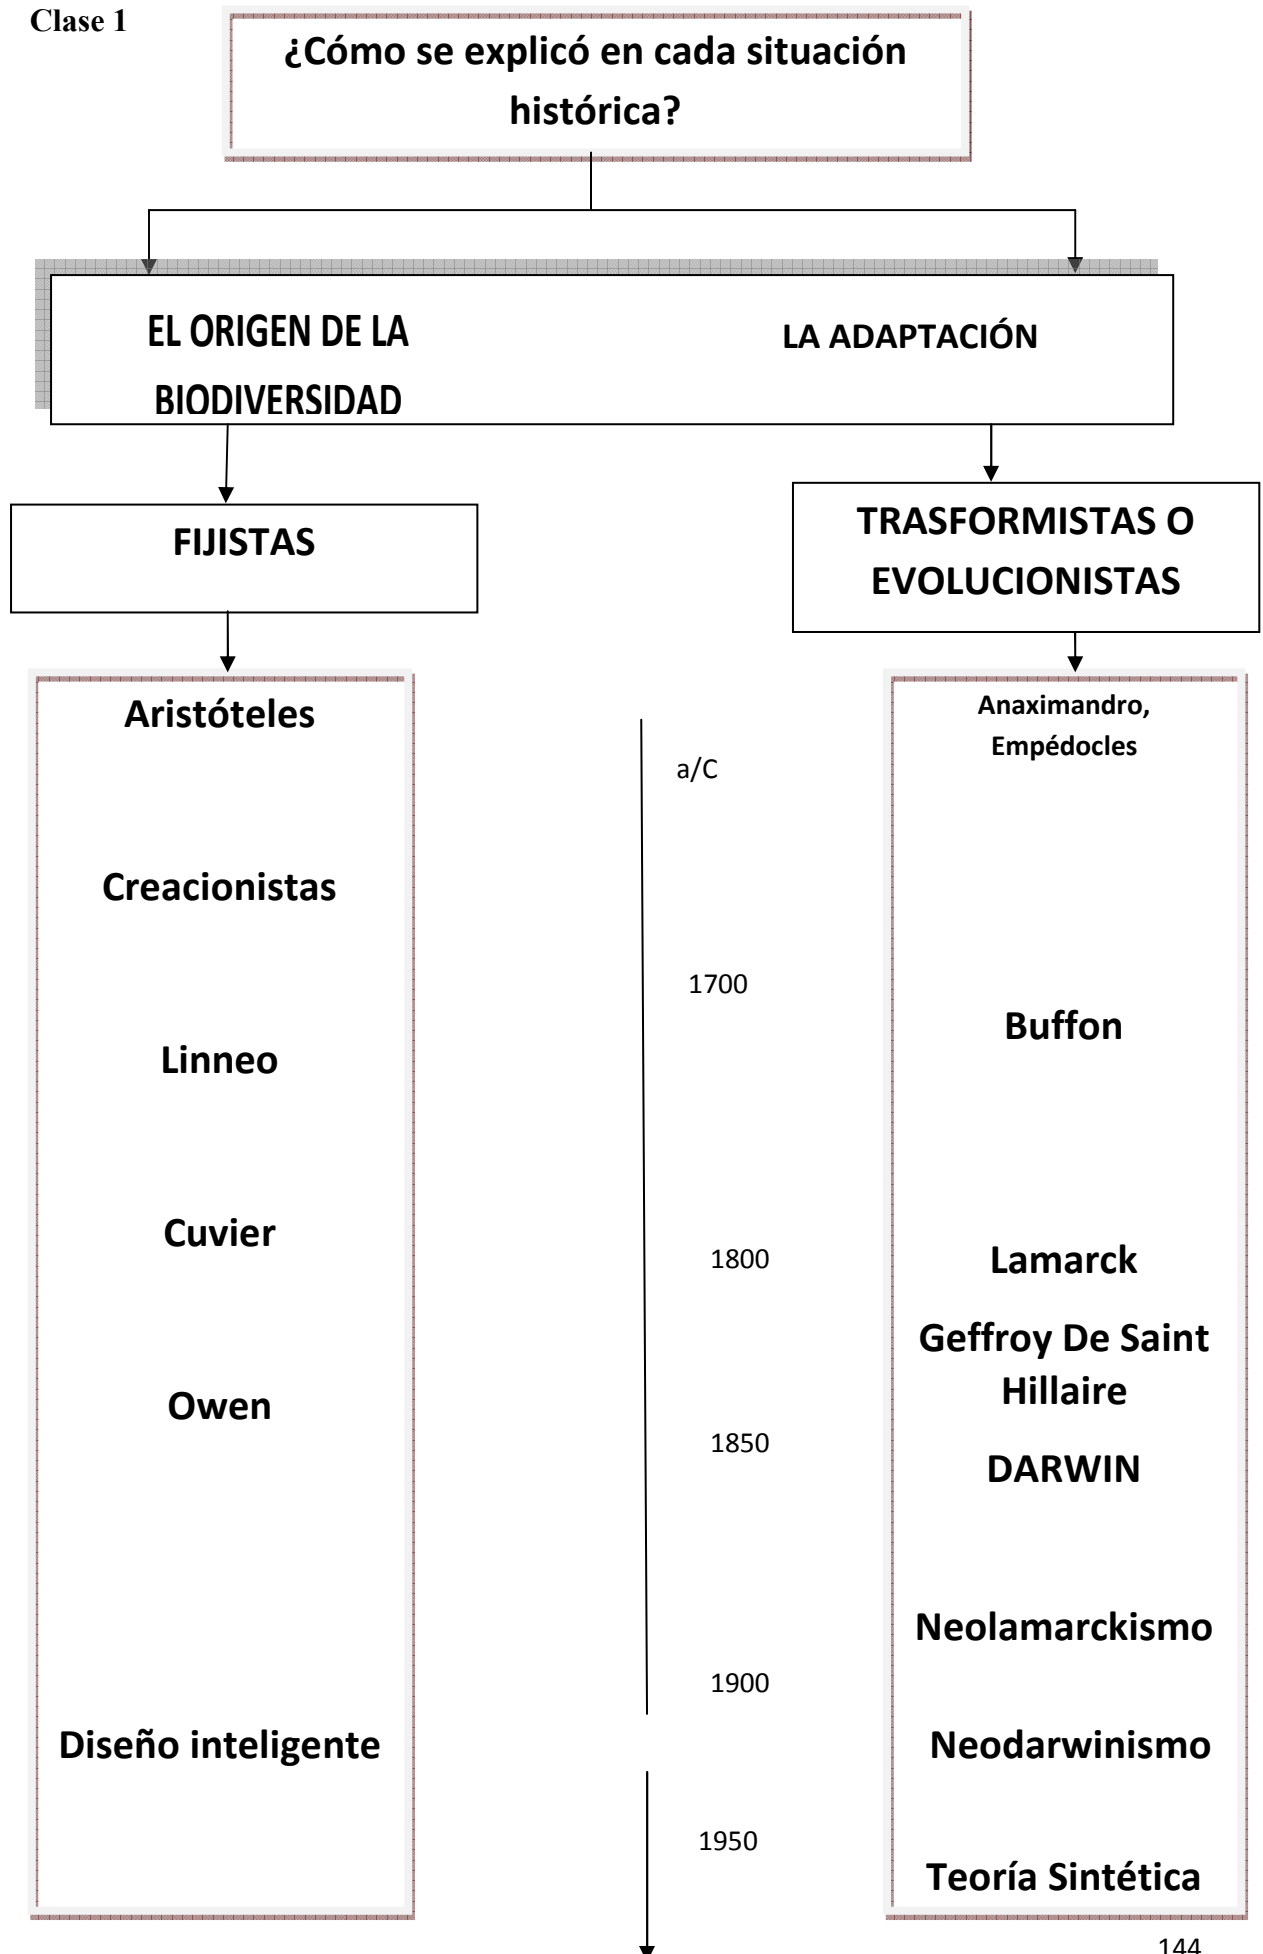 Clase 1
¿Cómo se explicó en cada situación
histórica?
EL ORIGEN DE LA
BIODIVERSIDAD
LA ADAPTACIÓN
FIJISTAS
TRASFORMISTAS O
EVOLUCIONISTAS
Aristóteles
Creacionistas
Linneo
Cuvier
Owen
Diseño inteligente
a/C
1700
1800
1850
1900
1950
Anaximandro,
Empédocles
Buffon
Lamarck
Geffroy De Saint
Hillaire
DARWIN
Neolamarckismo
Neodarwinismo
Teoría Sintética
144